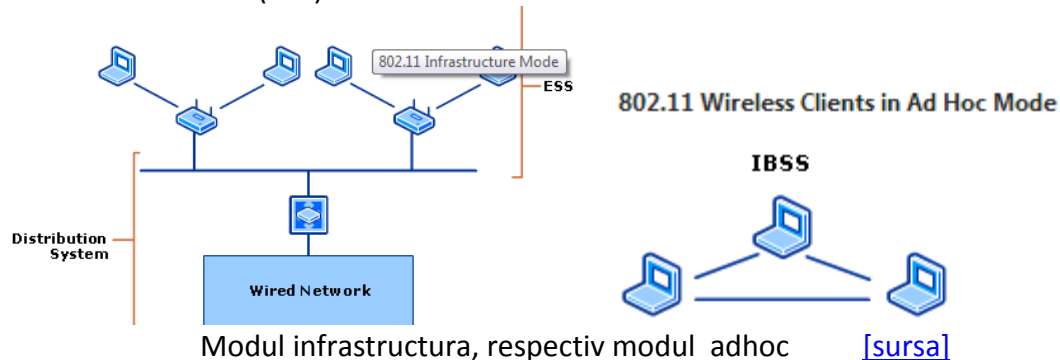 802.11 Infrastructure Mode
ESS
802.11 Wireless Clients in Ad Hoc Mode
IBSS
Distribution
System
Wired Network
Modul infrastructura, respectiv modul adhoc [sursa]